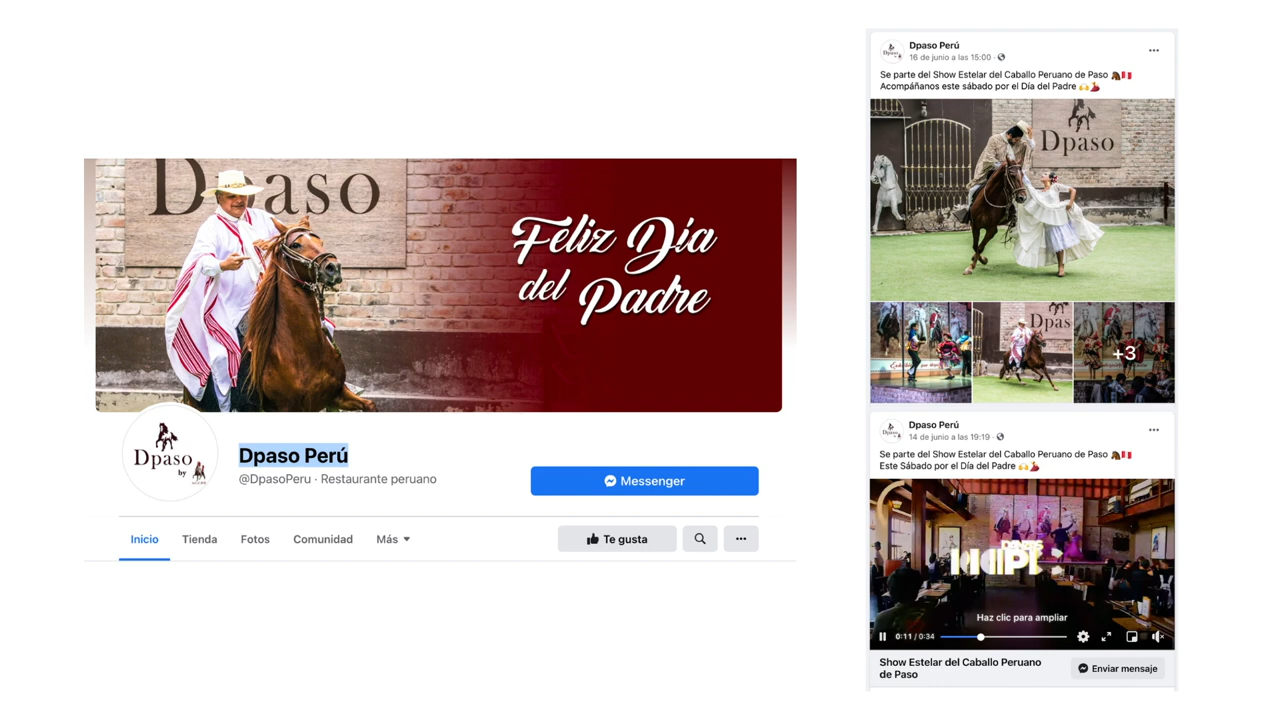 Dpaso
Feliz Día
del Padre
Dpaso
by
Dpaso Perú
@DpasoPeru · Restaurante peruano
Messenger
Inicio
Tienda
Fotos
Comunidad
Más
Te gusta
Dpaso Perú
16 de junio a las 15:00 ·
Se parte del Show Estelar del Caballo Peruano de Paso 🐴🇵🇪
Acompáñanos este sábado por el Día del Padre 🙌💃
Dpaso
Dpaso
+3
Dpaso Perú
14 de junio a las 19:19 ·
Se parte del Show Estelar del Caballo Peruano de Paso 🐴🇵🇪
Este Sábado por el Día del Padre 🙌💃
Haz clic para ampliar
0:11 / 0:34
Show Estelar del Caballo Peruano
de Paso
Enviar mensaje